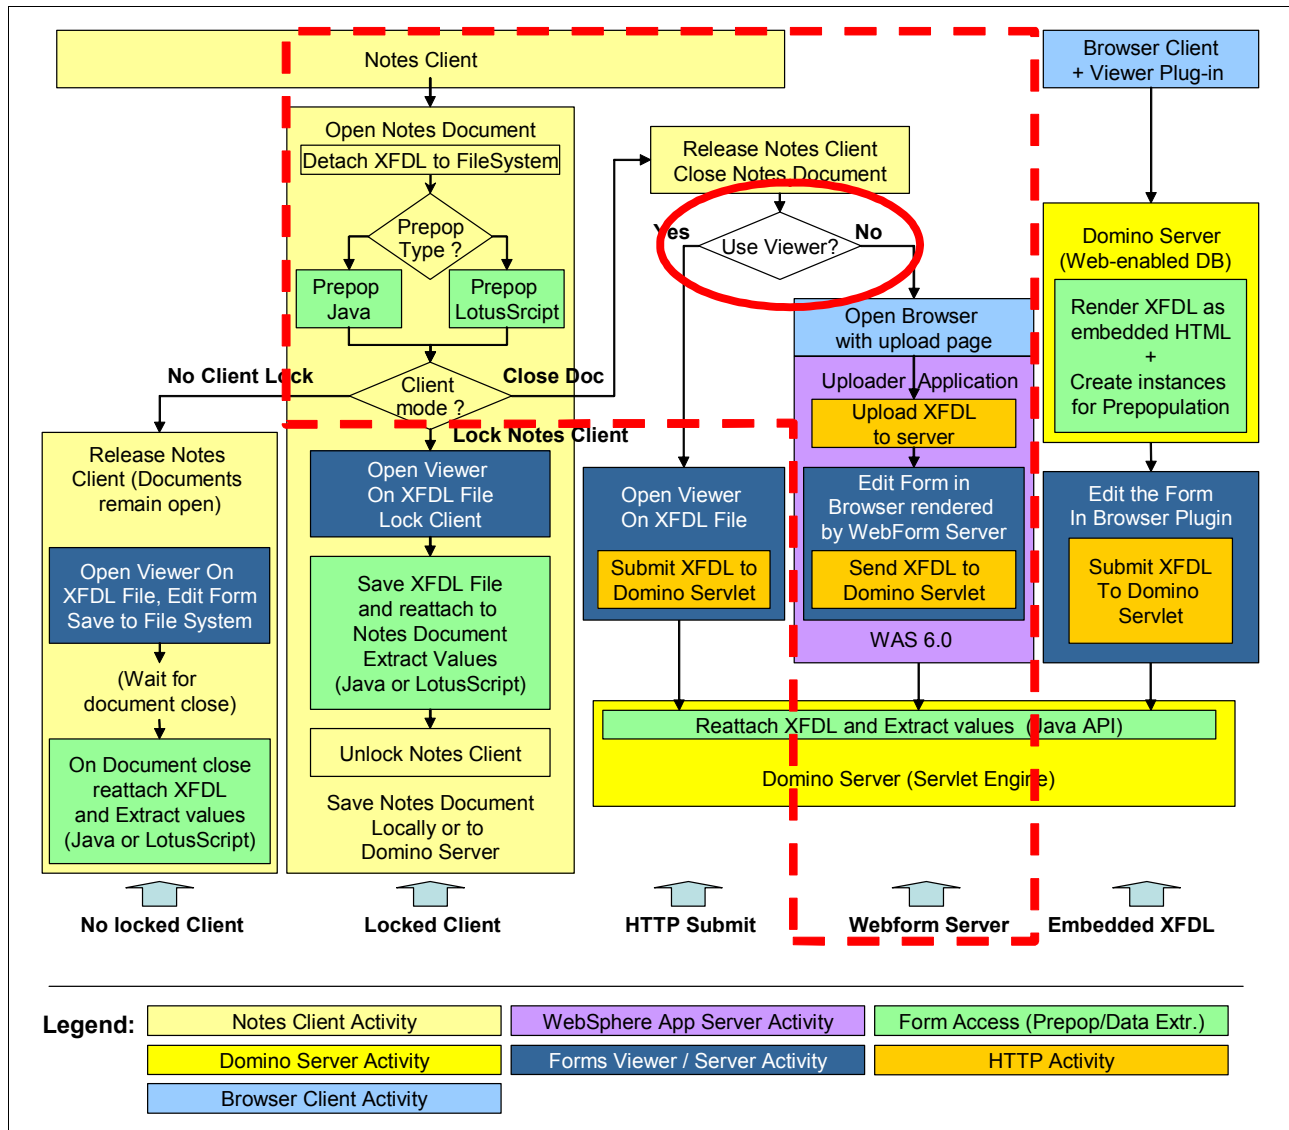 Notes Client
Browser Client
+ Viewer Plug-in
Open Notes Document
Detach XFDL to FileSystem
Prepop
Type ?
Prepop
Java
Prepop
LotusSrcipt
No Client Lock
Client
mode ?
Close Doc
Lock Notes Client
Release Notes Client
Close Notes Document
Yes
Use Viewer?
No
Open Browser
with upload page
Uploader Application
Upload XFDL
to server
Edit Form in
Browser rendered
by WebForm Server
Send XFDL to
Domino Servlet
WAS 6.0
Domino Server
(Web-enabled DB)
Render XFDL as
embedded HTML
+
Create instances
for Prepopulation
Edit the Form
In Browser Plugin
Submit XFDL
To Domino
Servlet
Release Notes
Client (Documents
remain open)
Open Viewer On
XFDL File, Edit Form
Save to File System
(Wait for
document close)
On Document close
reattach XFDL
and Extract values
(Java or LotusScript)
Open Viewer
On XFDL File
Lock Client
Save XFDL File
and reattach to
Notes Document
Extract Values
(Java or LotusScript)
Unlock Notes Client
Save Notes Document
Locally or to
Domino Server
Open Viewer
On XFDL File
Submit XFDL to
Domino Servlet
Reattach XFDL and Extract values (Java API)
Domino Server (Servlet Engine)
No locked Client
Locked Client
HTTP Submit
Webform Server
Embedded XFDL
Legend:
Notes Client Activity
WebSphere App Server Activity
Form Access (Prepop/Data Extr.)
Domino Server Activity
Forms Viewer / Server Activity
HTTP Activity
Browser Client Activity